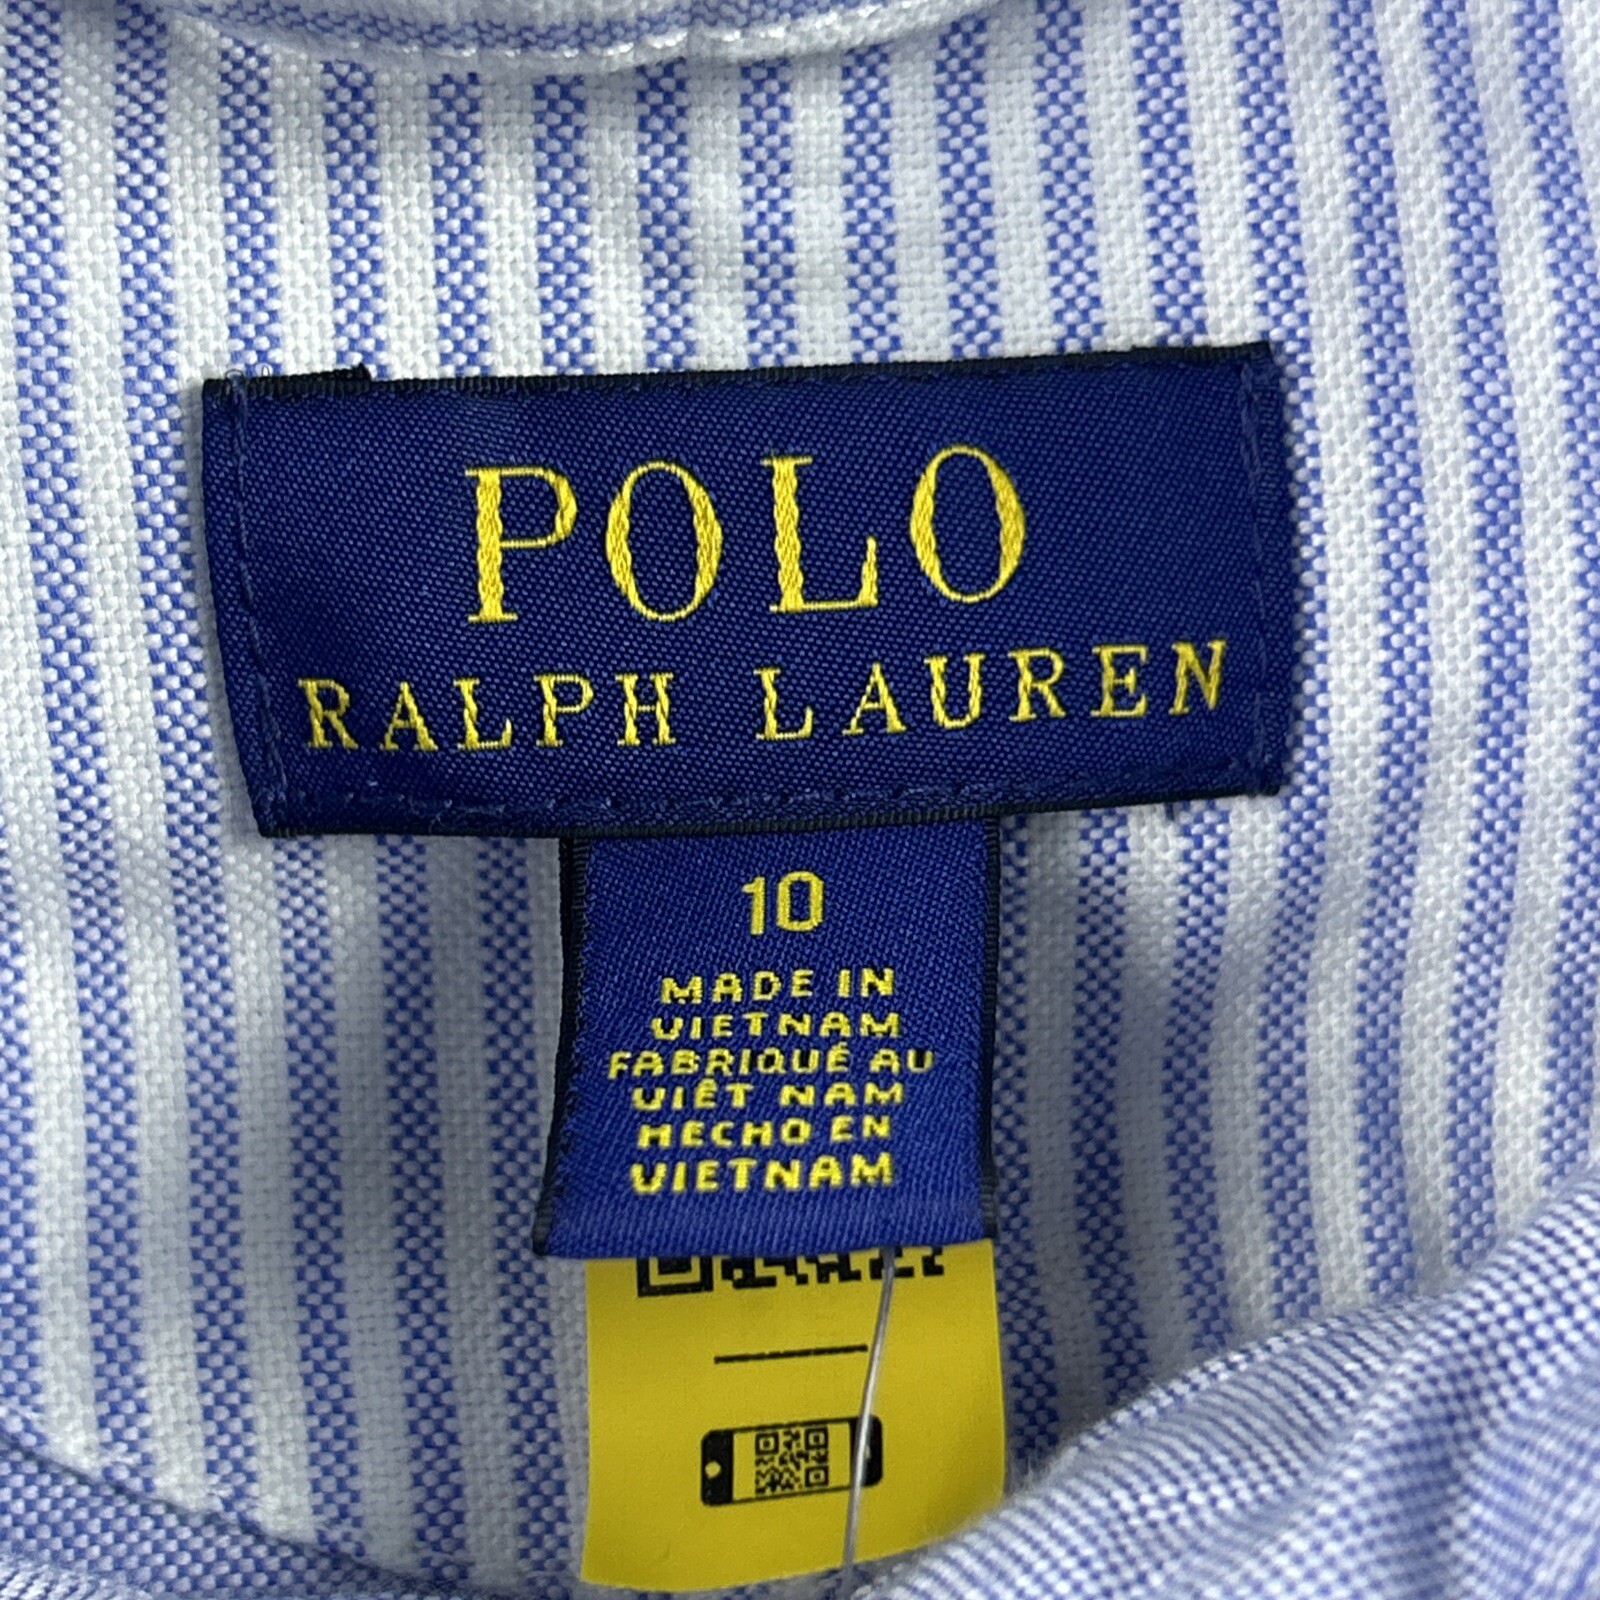 POLO
RALPH LAUREN
10
MADE IN
VIETNAM
FABRIQUÉ AU
VIÊT NAM
HECHO EN
VIETNAM